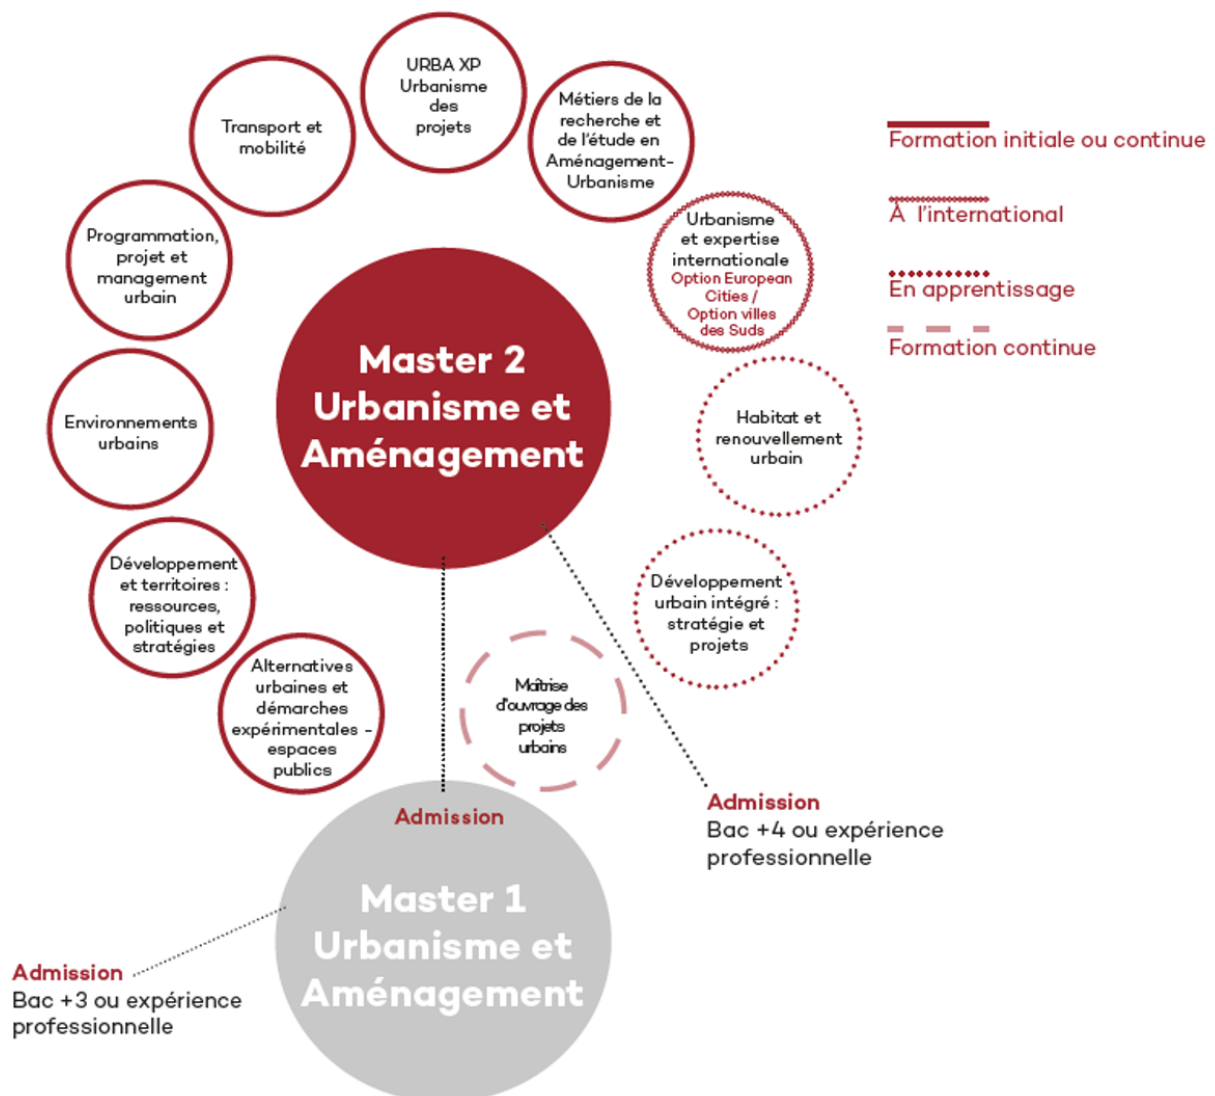 URBA XP
Urbanisme
des
projets
Métiers de la
recherche et
de l'étude en
Aménagement-
Urbanisme
Transport et
mobilité
Formation initiale ou continue
À l'international
En apprentissage
Formation continue
Urbanisme
et expertise
internationale
Option European
Cities /
Option villes
des Suds
Programmation,
projet et
management
urbain
Master 2
Urbanisme et
Aménagement
Environnements
urbains
Habitat et
renouvellement
urbain
Développement
et territoires :
ressources,
politiques et
stratégies
Développement
urbain intégré :
stratégie et
projets
Alternatives
urbaines et
démarches
expérimentales -
espaces
publics
Maîtrise
d'ouvrage des
projets
urbains
Admission
Bac +4 ou expérience
professionnelle
Admission
Master 1
Urbanisme et
Aménagement
Admission
Bac +3 ou expérience
professionnelle